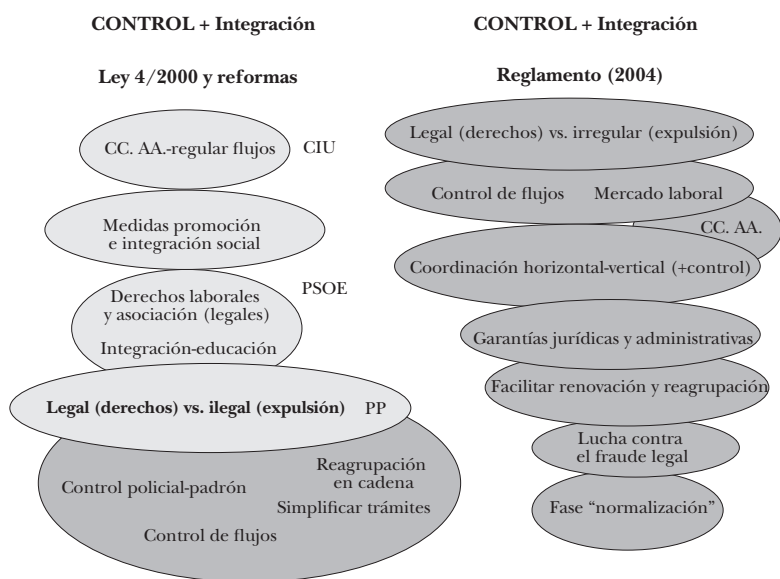 CONTROL + Integración
Ley 4/2000 y reformas
CC. AA.-regular flujos
CIU
Medidas promoción
e integración social
PSOE
Derechos laborales
y asociación (legales)
Integración-educación
Legal (derechos) vs. ilegal (expulsión)
PP
Reagrupación
en cadena
Control policial-padrón
Simplificar trámites
Control de flujos
CONTROL + Integración
Reglamento (2004)
Legal (derechos) vs. irregular (expulsión)
Control de flujos
Mercado laboral
CC. AA.
Coordinación horizontal-vertical (+control)
Garantías jurídicas y administrativas
Facilitar renovación y reagrupación
Lucha contra
el fraude legal
Fase “normalización”